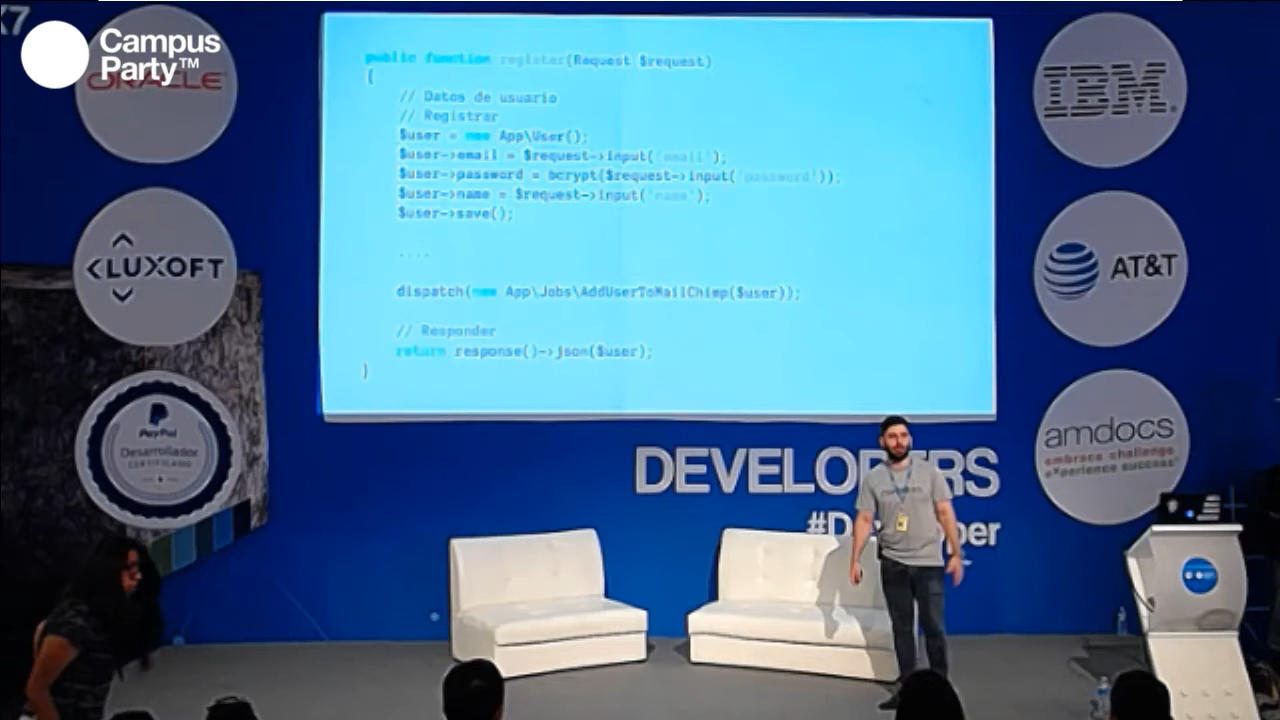 Campus
Party™
ORACLE
LUXOFT
PayPal
Desarrollador
CERTIFICADO
public function register(Request $request)
{
// Datos de usuario
// Registrar
$user = new App\User();
$user->email = $request->input('email');
$user->password = bcrypt($request->input('password'));
$user->name = $request->input('name');
$user->save();
....
dispatch(new App\Jobs\AddUserToMailChimp($user));
// Responder
return response()->json($user);
}
IBM
AT&T
amdocs
embrace challenge
experience success
DEVELOPERS